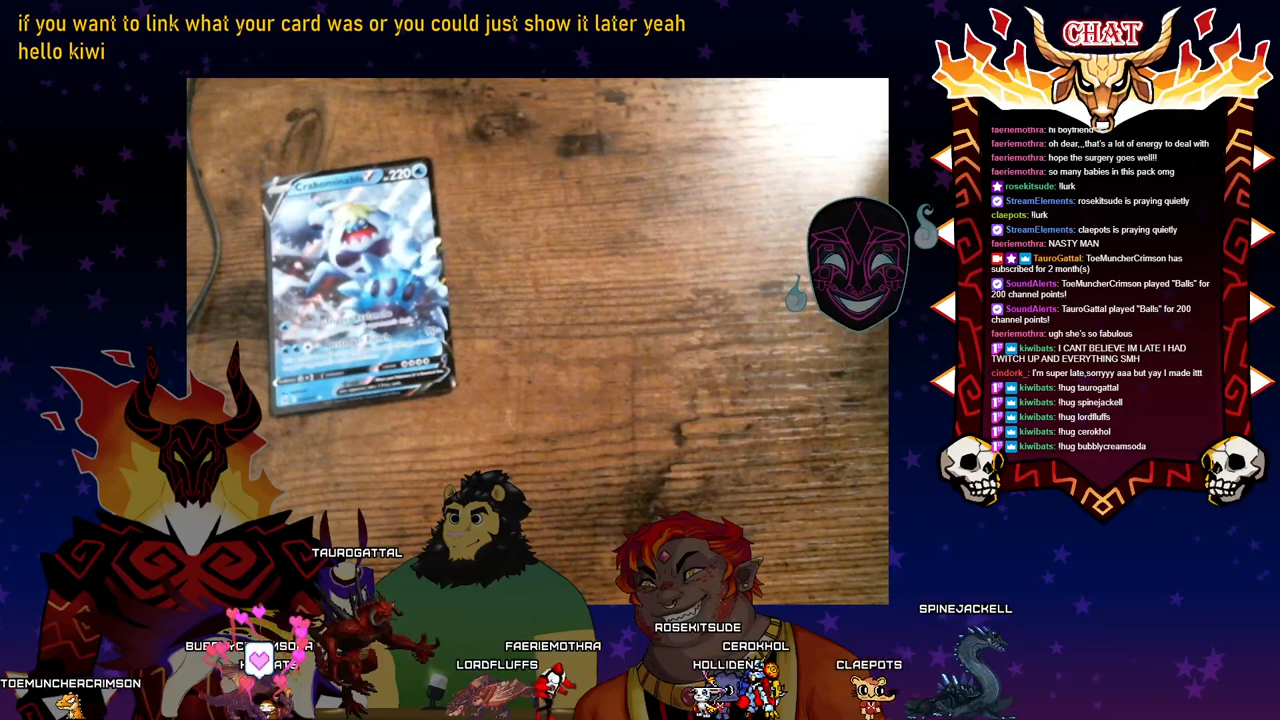 if you want to link what your card was or you could just show it later yeah
hello kiwi
CHAT
Crabominable V 220
faeriemothra: hi boyfriend
faeriemothra: oh dear,,,that's a lot of energy to deal with
faeriemothra: hope the surgery goes well!!
faeriemothra: so many babies in this pack omg
rosekitsude: !lurk
StreamElements: rosekitsude is praying quietly
claepots: !lurk
StreamElements: claepots is praying quietly
faeriemothra: NASTY MAN
TauroGattal: ToeMuncherCrimson has
subscribed for 2 month(s)
SoundAlerts: ToeMuncherCrimson played "Balls" for
200 channel points!
SoundAlerts: TauroGattal played "Balls" for 200
channel points!
faeriemothra: ugh she's so fabulous
kiwibats: I CANT BELIEVE IM LATE I HAD
TWITCH UP AND EVERYTHING SMH
cindork_: I'm super late,sorryyy aaa but yay I made ittt
kiwibats: !hug taurogattal
kiwibats: !hug spinejackell
kiwibats: !hug lordfluffs
kiwibats: !hug cerokhol
kiwibats: !hug bubblycreamsoda
TAUROGATTAL
SPINEJACKELL
ROSEKITSUDE
FAERIEMOTHRA
CEROKHOL
LORDFLUFFS
HOLLIDENS
CLAEPOTS
TOEMUNCHERCRIMSON